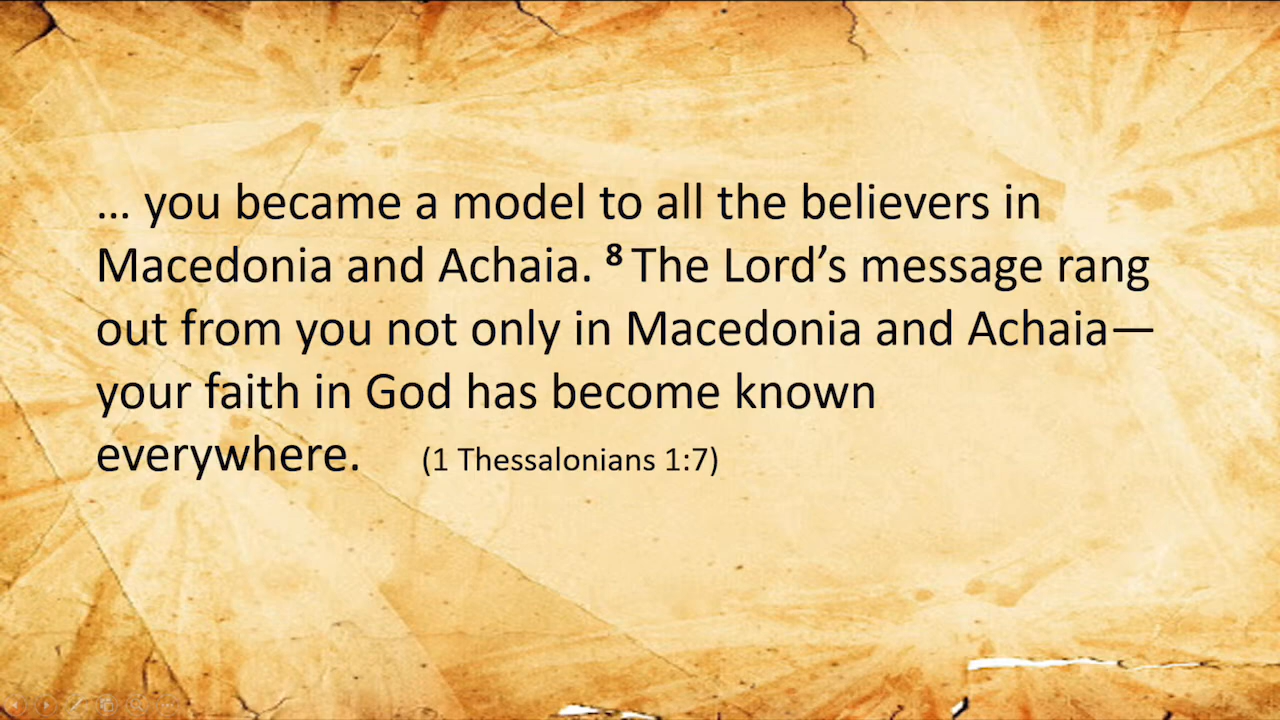 … you became a model to all the believers in
Macedonia and Achaia. ⁸ The Lord’s message rang
out from you not only in Macedonia and Achaia—
your faith in God has become known
everywhere. (1 Thessalonians 1:7)